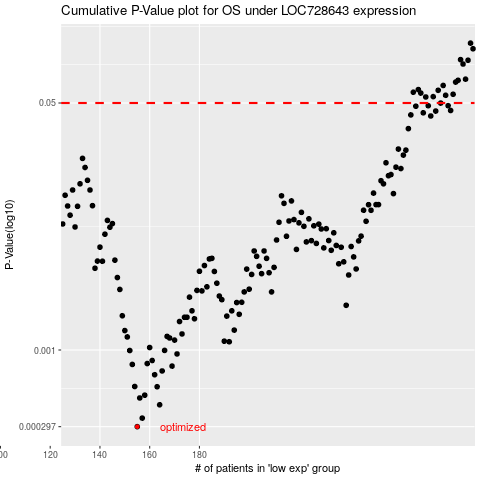 Cumulative P-Value plot for OS under LOC728643 expression
0.05
P-Value(log10)
0.001
0.000297
optimized
00 120 140 160 180
# of patients in 'low exp' group